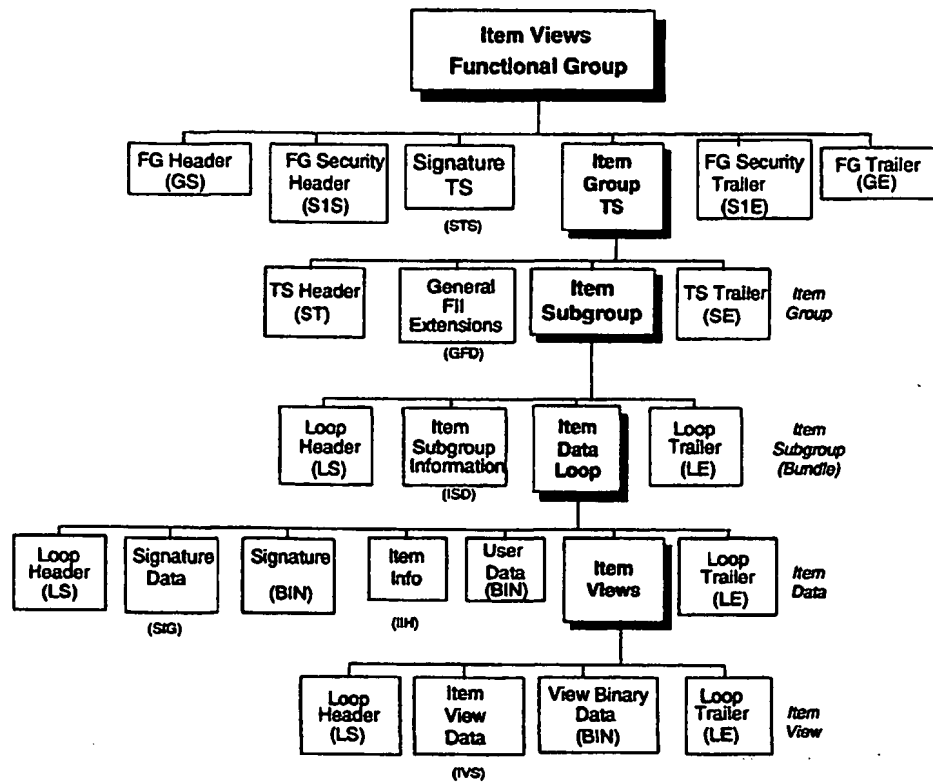 Item Views
Functional Group
FG Header
(GS)
FG Security
Header
(S1S)
Signature
TS
(STS)
Item
Group
TS
FG Security
Trailer
(S1E)
FG Trailer
(GE)
TS Header
(ST)
General
FII
Extensions
(GFD)
Item
Subgroup
TS Trailer
(SE)
Item
Group
Loop
Header
(LS)
Item
Subgroup
Information
(ISD)
Item
Data
Loop
Loop
Trailer
(LE)
Item
Subgroup
(Bundle)
Loop
Header
(LS)
Signature
Data
(SIG)
Signature
(BIN)
Item
Info
(IIH)
User
Data
(BIN)
Item
Views
Loop
Trailer
(LE)
Item
Data
Loop
Header
(LS)
Item
View
Data
(IVS)
View Binary
Data
(BIN)
Loop
Trailer
(LE)
Item
View